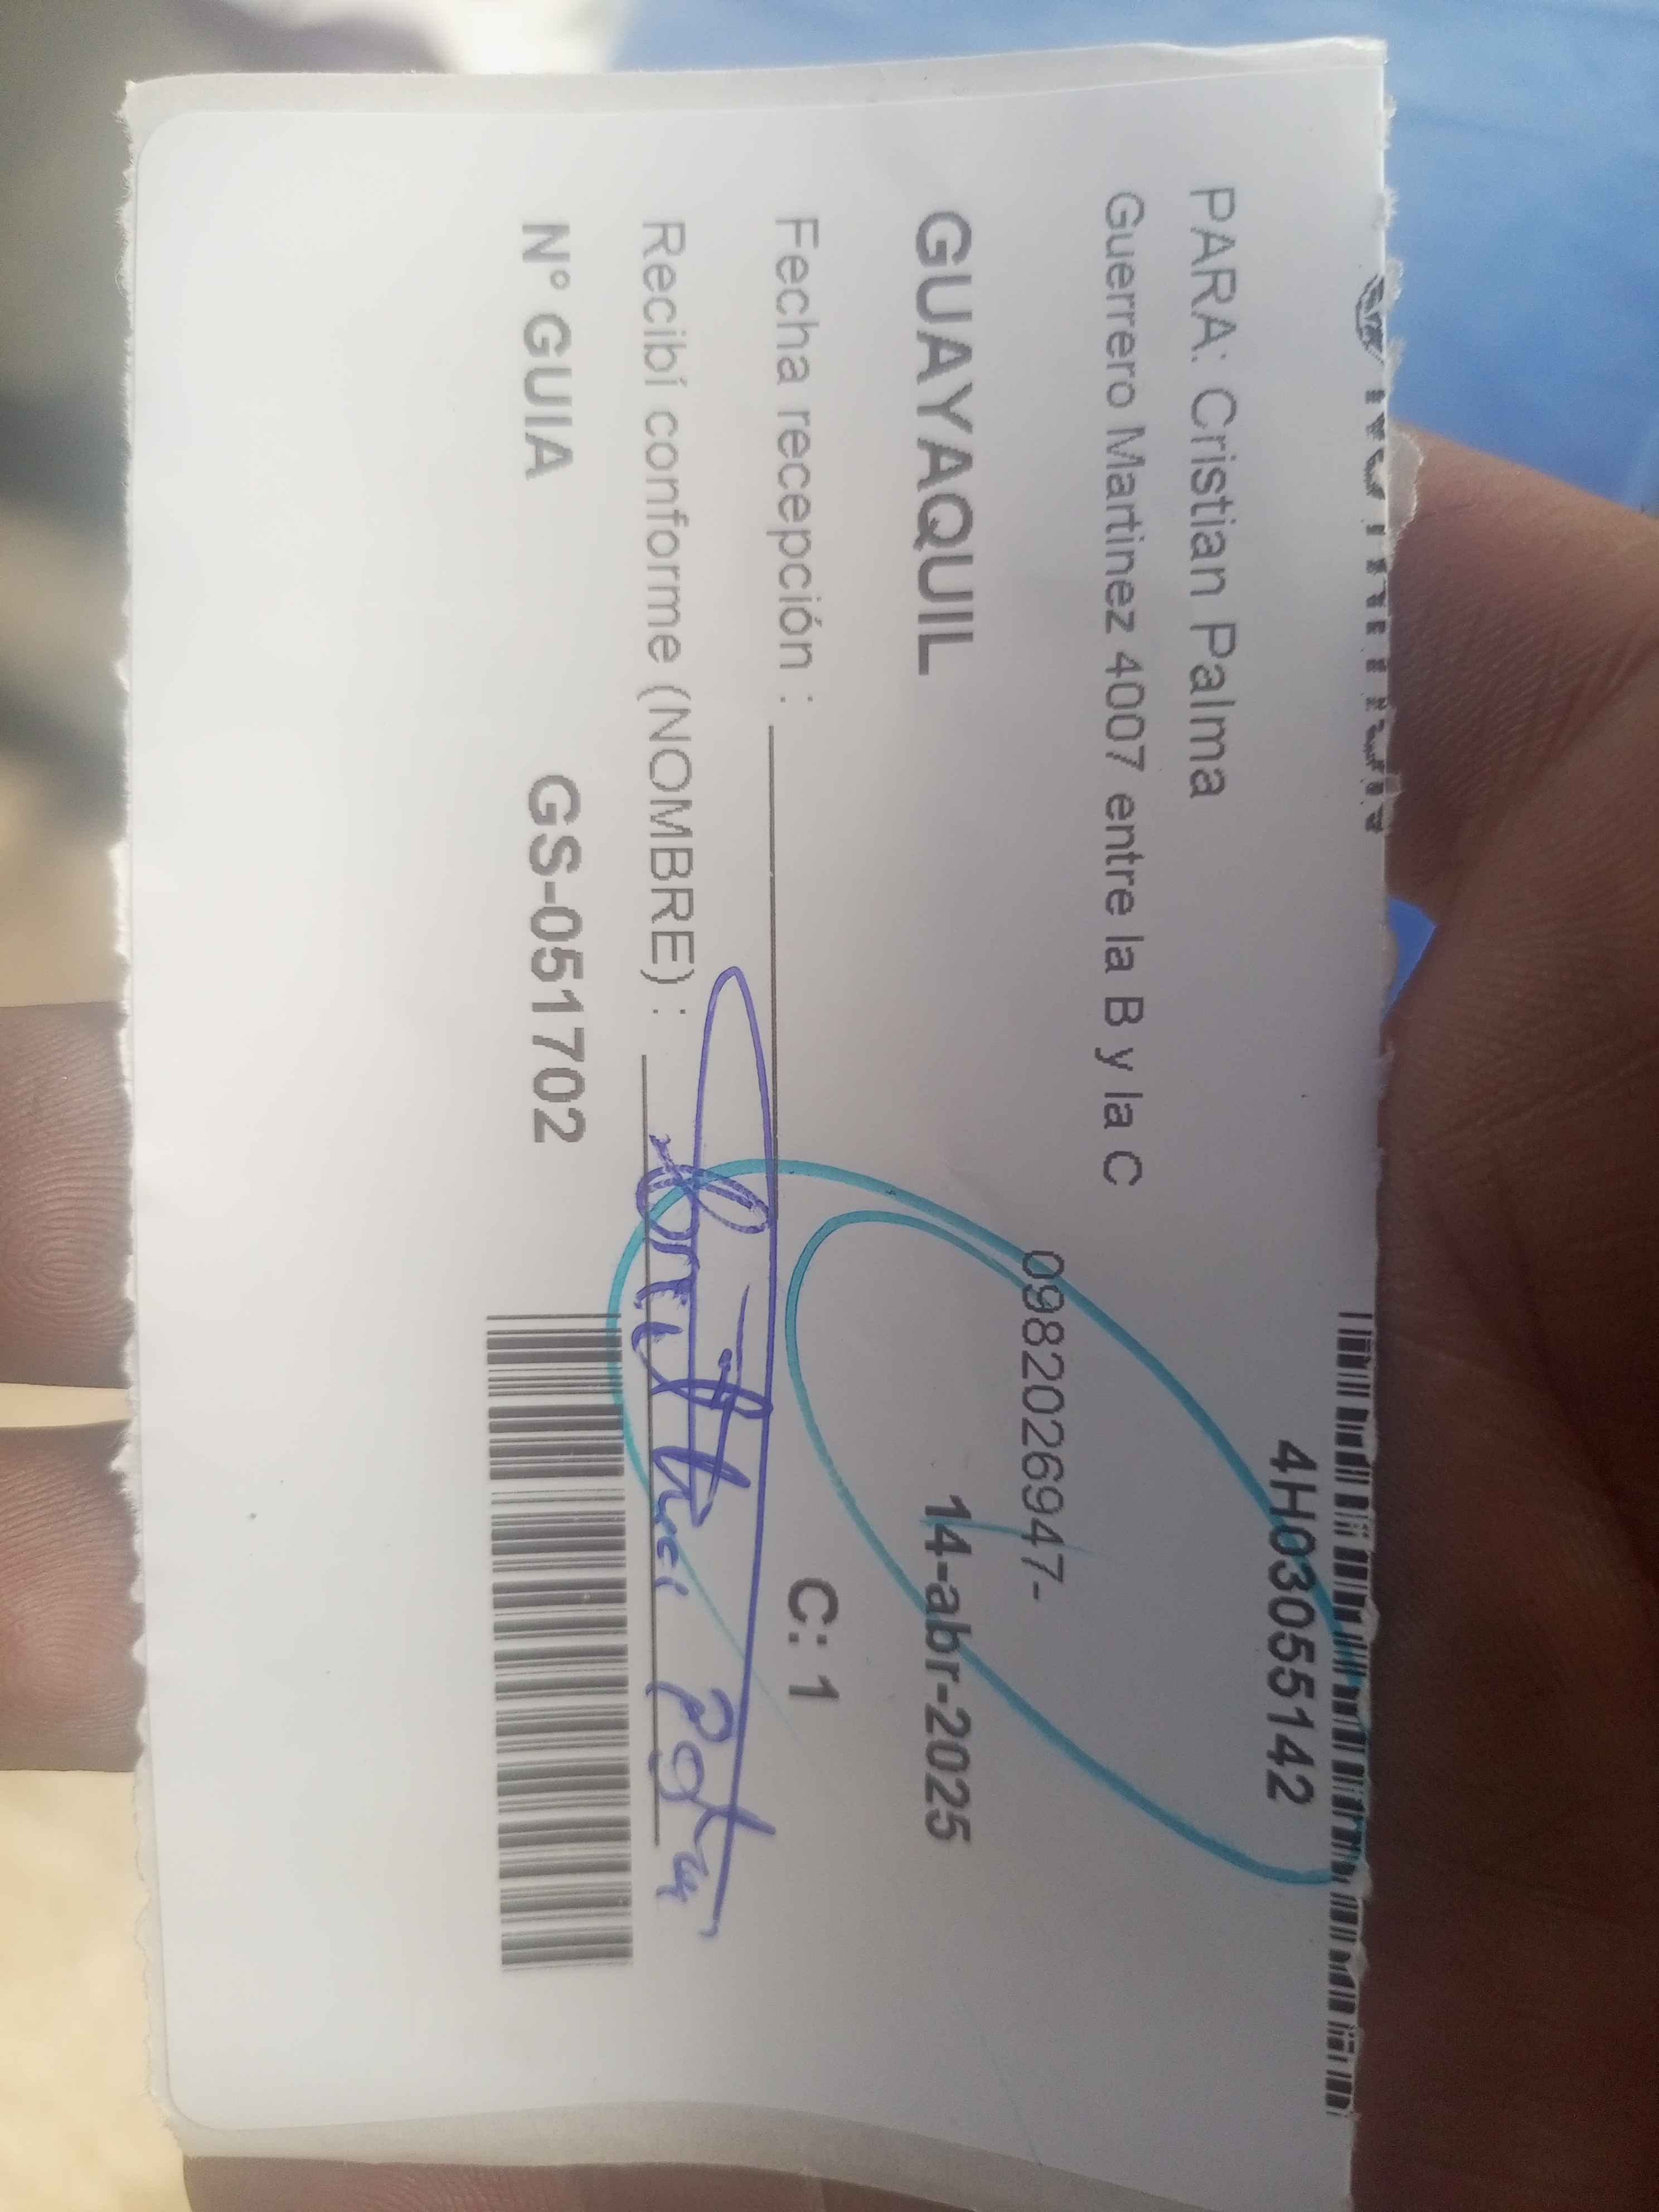 4H03055142
PARA: Cristian Palma
Guerrero Martinez 4007 entre la B y la C
0982026947-
GUAYAQUIL 14-abr-2025
Fecha recepción : C: 1
Recibí conforme (NOMBRE) :
N° GUIA GS-051702